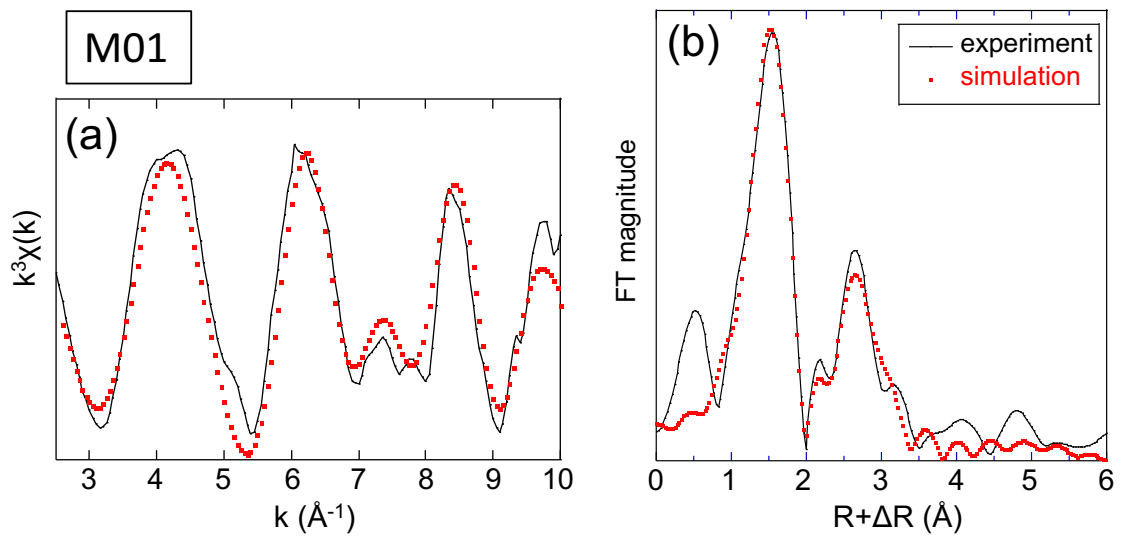 M01
(a)
k³χ(k)
3 4 5 6 7 8 9 10
k (Å⁻¹)
(b)
experiment
simulation
FT magnitude
0 1 2 3 4 5 6
R+ΔR (Å)